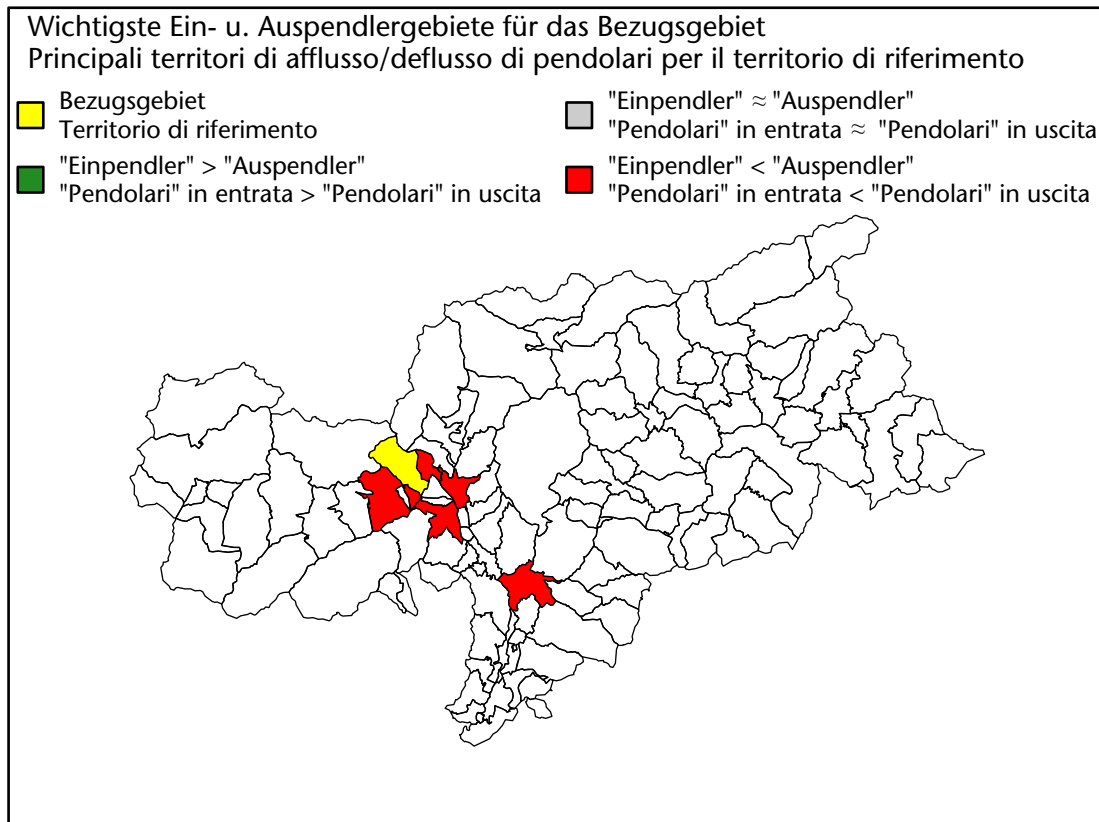 Wichtigste Ein- u. Auspendlergebiete für das Bezugsgebiet
Principali territori di afflusso/deflusso di pendolari per il territorio di riferimento
Bezugsgebiet
Territorio di riferimento
"Einpendler" ≈ "Auspendler"
"Pendolari" in entrata ≈ "Pendolari" in uscita
"Einpendler" > "Auspendler"
"Pendolari" in entrata > "Pendolari" in uscita
"Einpendler" < "Auspendler"
"Pendolari" in entrata < "Pendolari" in uscita